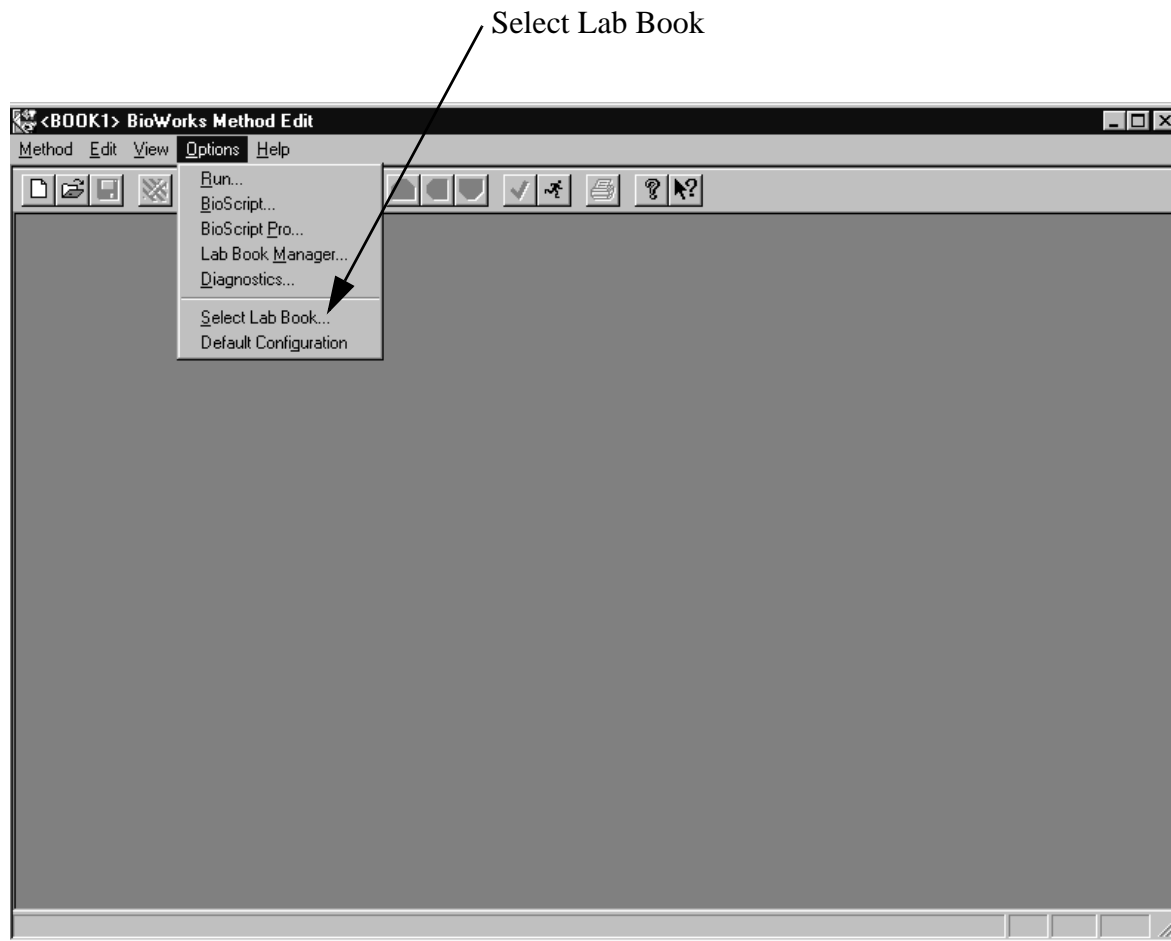 Select Lab Book
<BOOK1> BioWorks Method Edit
Method Edit View Options Help
Run...
BioScript...
BioScript Pro...
Lab Book Manager...
Diagnostics...
Select Lab Book...
Default Configuration